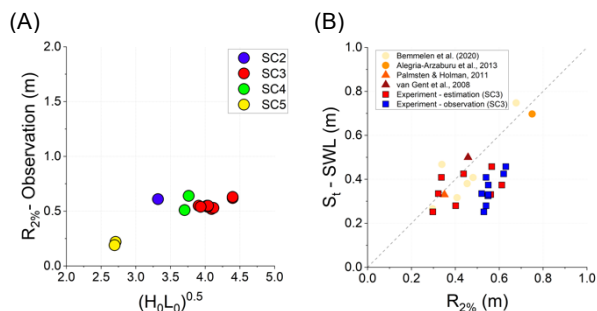 (A)
(B)
R2%- Observation (m)
2.0
1.5
1.0
0.5
0.0
2.0 2.5 3.0 3.5 4.0 4.5 5.0
(H0L0)^0.5
SC2
SC3
SC4
SC5
St - SWL (m)
1.0
0.8
0.6
0.4
0.2
0.0
0.0 0.2 0.4 0.6 0.8 1.0
R2% (m)
Bemmelen et al. (2020)
Alegria-Arzaburu et al., 2013
Palmsten & Holman, 2011
van Gent et al., 2008
Experiment - estimation (SC3)
Experiment - observation (SC3)